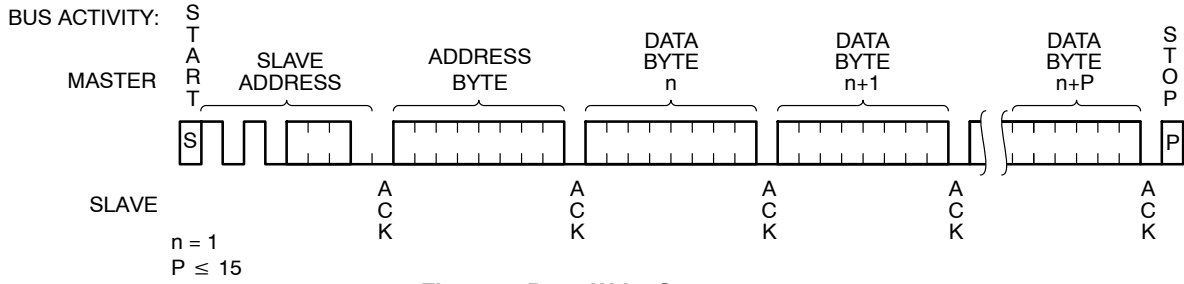 BUS ACTIVITY:
MASTER
START
SLAVE
ADDRESS
ADDRESS
BYTE
DATA
BYTE
n
DATA
BYTE
n+1
DATA
BYTE
n+P
STOP
S
P
SLAVE
ACK
ACK
ACK
ACK
ACK
n = 1
P ≤ 15